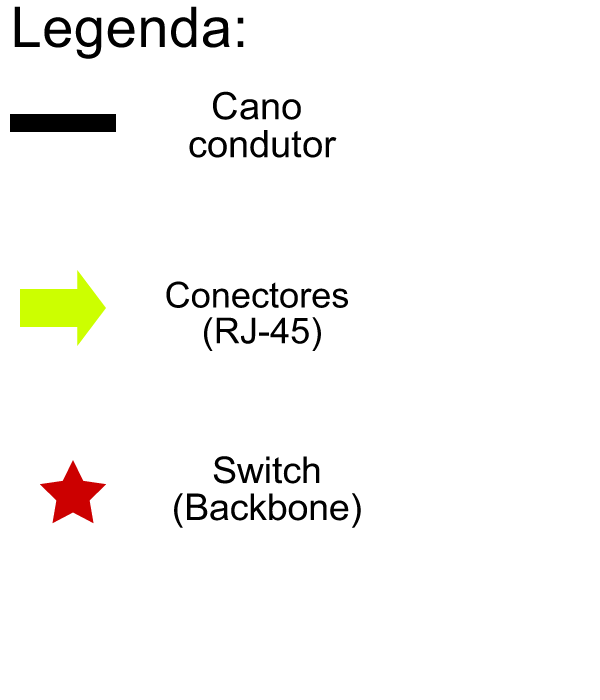 Legenda:
Cano
condutor
Conectores
(RJ-45)
Switch
(Backbone)